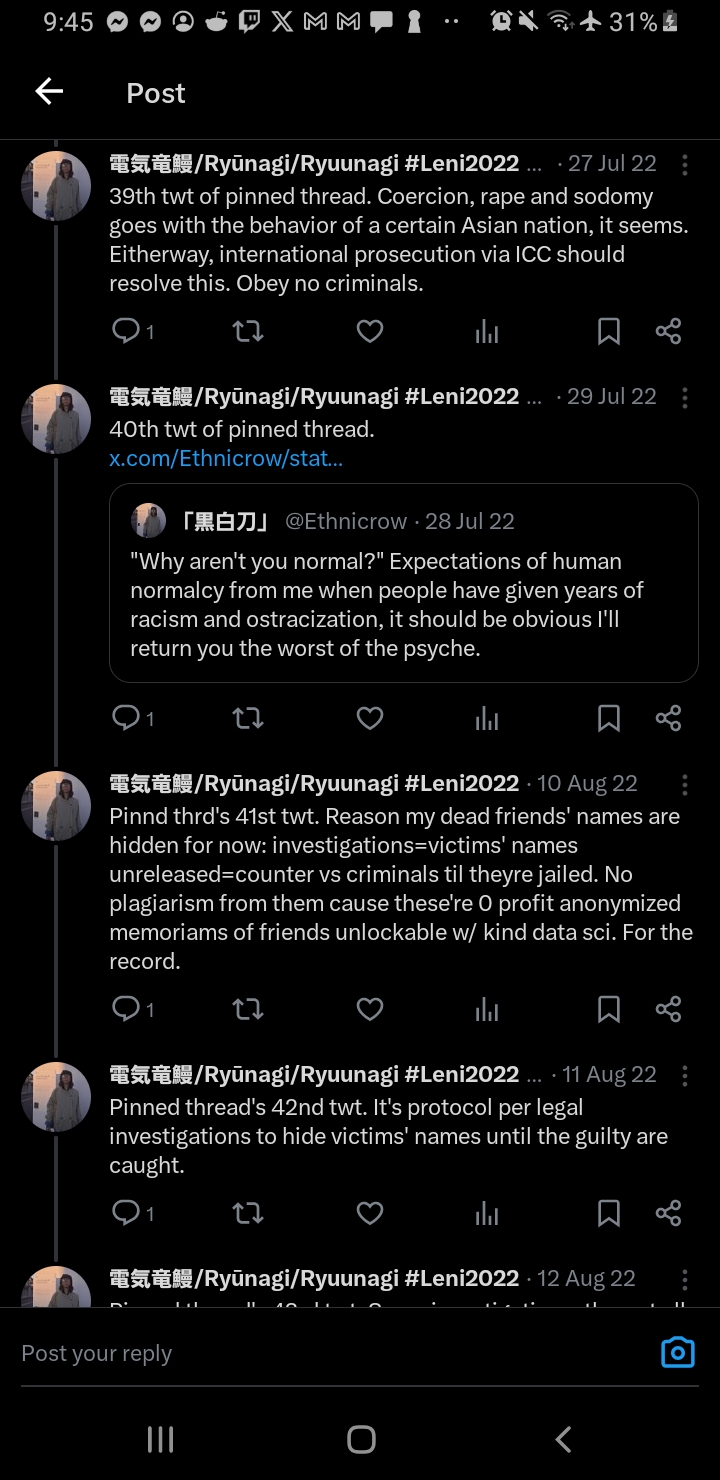 9:45
31%
Post
電気竜鰻/Ryūnagi/Ryuunagi #Leni2022 ... · 27 Jul 22
39th twt of pinned thread. Coercion, rape and sodomy
goes with the behavior of a certain Asian nation, it seems.
Eitherway, international prosecution via ICC should
resolve this. Obey no criminals.
1
電気竜鰻/Ryūnagi/Ryuunagi #Leni2022 ... · 29 Jul 22
40th twt of pinned thread.
x.com/Ethnicrow/stat...
「黒白刀」 @Ethnicrow · 28 Jul 22
"Why aren't you normal?" Expectations of human
normalcy from me when people have given years of
racism and ostracization, it should be obvious I'll
return you the worst of the psyche.
1
電気竜鰻/Ryūnagi/Ryuunagi #Leni2022 · 10 Aug 22
Pinnd thrd's 41st twt. Reason my dead friends' names are
hidden for now: investigations=victims' names
unreleased=counter vs criminals til theyre jailed. No
plagiarism from them cause these're 0 profit anonymized
memoriams of friends unlockable w/ kind data sci. For the
record.
1
電気竜鰻/Ryūnagi/Ryuunagi #Leni2022 ... · 11 Aug 22
Pinned thread's 42nd twt. It's protocol per legal
investigations to hide victims' names until the guilty are
caught.
1
電気竜鰻/Ryūnagi/Ryuunagi #Leni2022 · 12 Aug 22
Post your reply